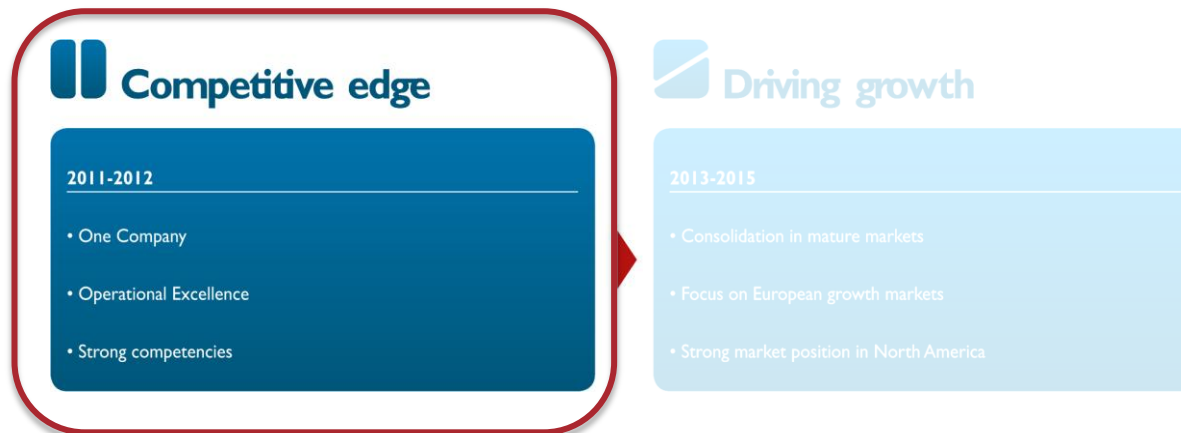 Competitive edge
2011-2012
• One Company
• Operational Excellence
• Strong competencies
Driving growth
2013-2015
• Consolidation in mature markets
• Focus on European growth markets
• Strong market position in North America